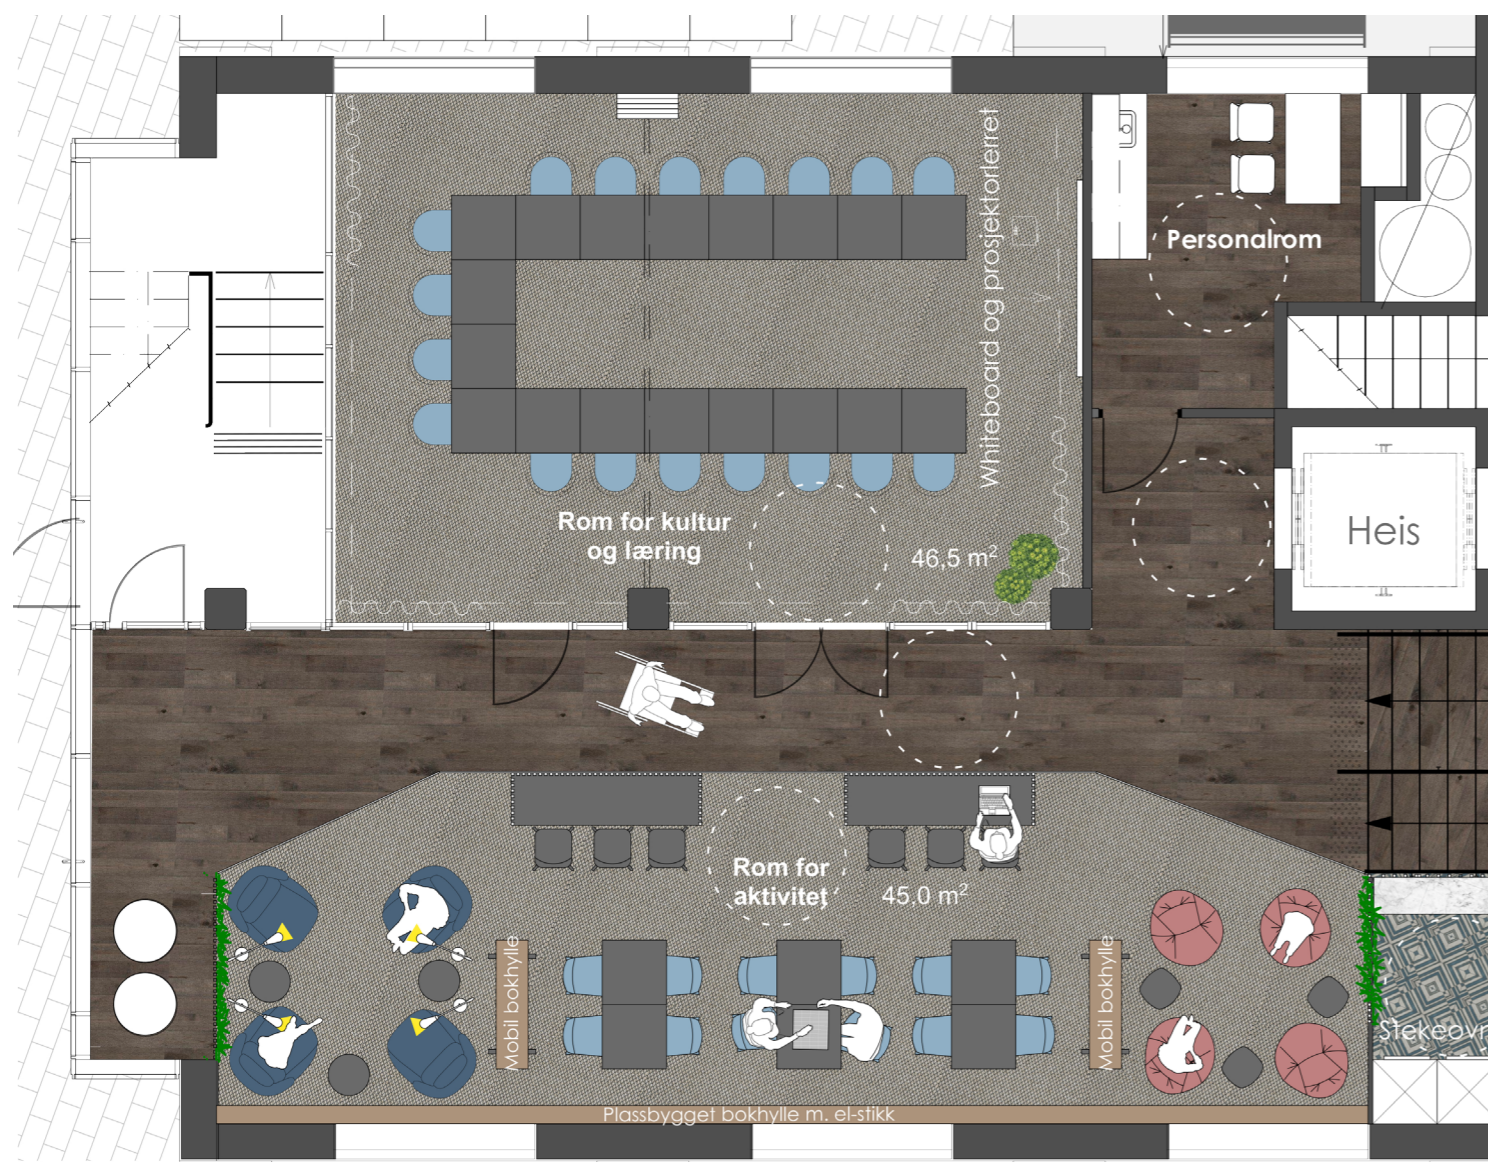 Whiteboard og prosjektorlerret
Personalrom
Rom for kultur
og læring
46,5 m²
Heis
Rom for
aktivitet
45,0 m²
Mobil bokhylle
Mobil bokhylle
Stekeovn
Plassbygget bokhylle m. el-stikk